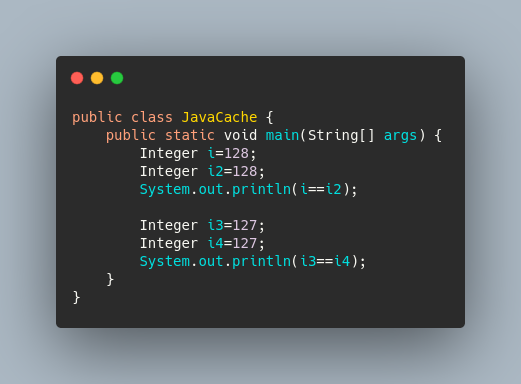 public class JavaCache {
    public static void main(String[] args) {
        Integer i=128;
        Integer i2=128;
        System.out.println(i==i2);

        Integer i3=127;
        Integer i4=127;
        System.out.println(i3==i4);
    }
}